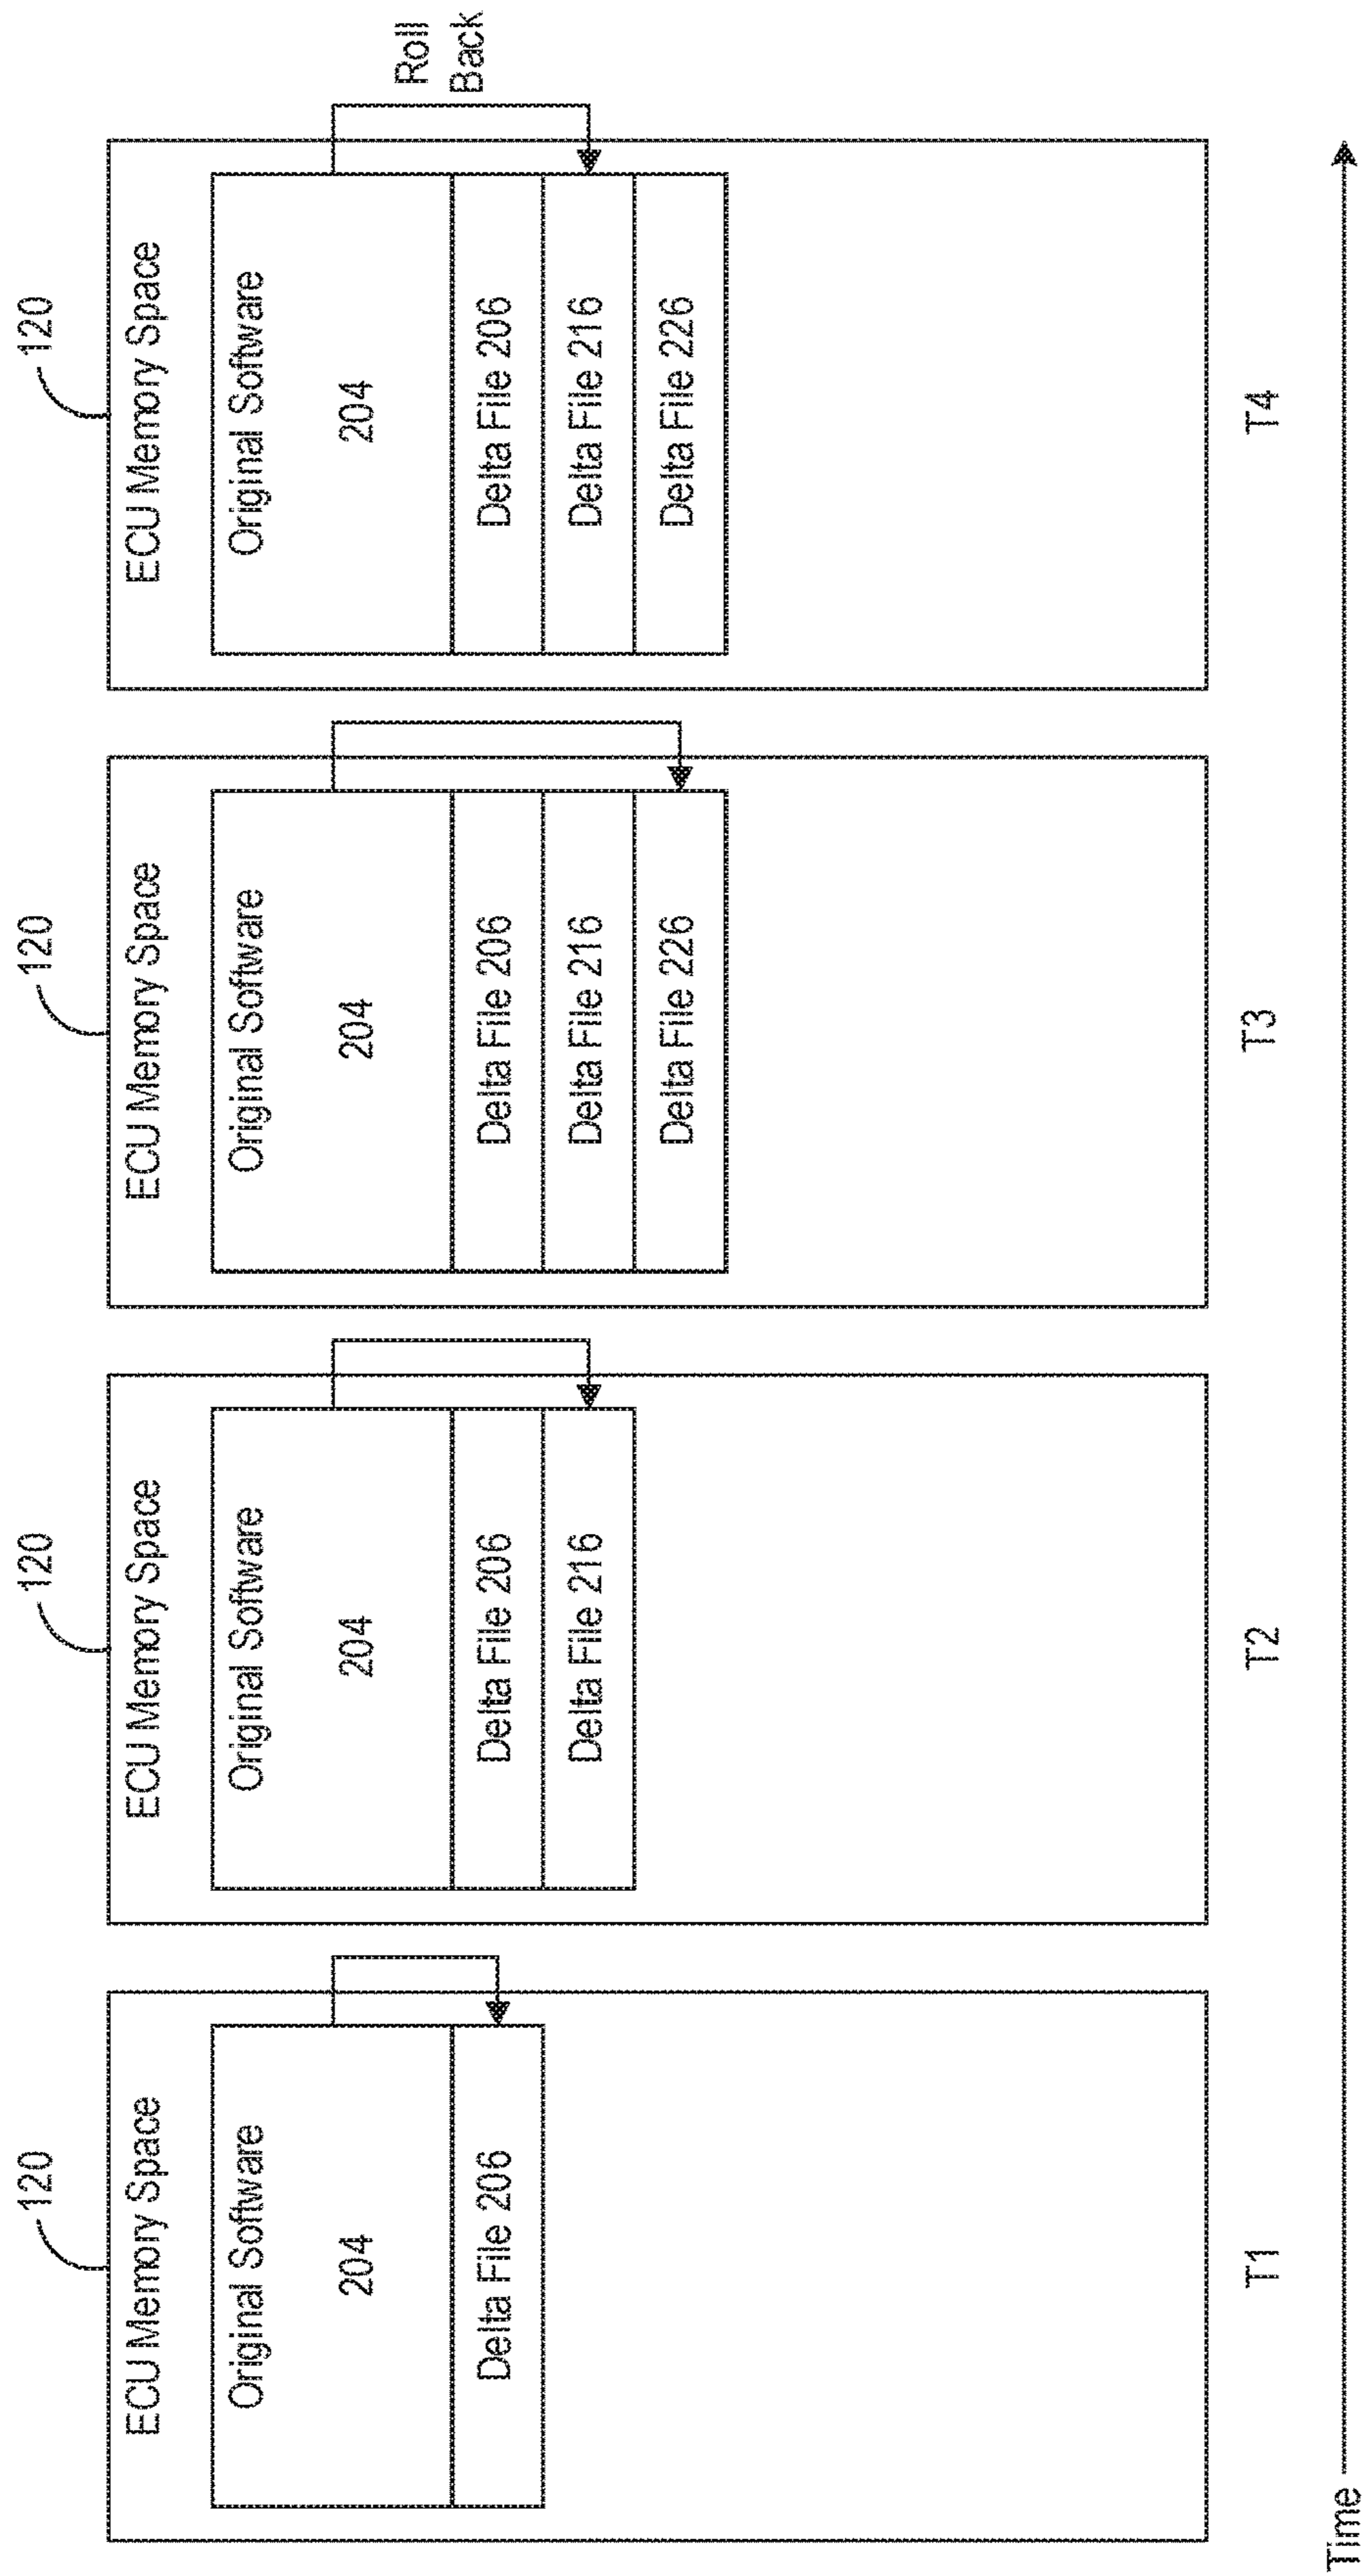 120
ECU Memory Space
Original Software
204
Delta File 206
T1
120
ECU Memory Space
Original Software
204
Delta File 206
Delta File 216
T2
120
ECU Memory Space
Original Software
204
Delta File 206
Delta File 216
Delta File 226
T3
120
ECU Memory Space
Original Software
204
Delta File 206
Delta File 216
Delta File 226
T4
Roll
Back
Time